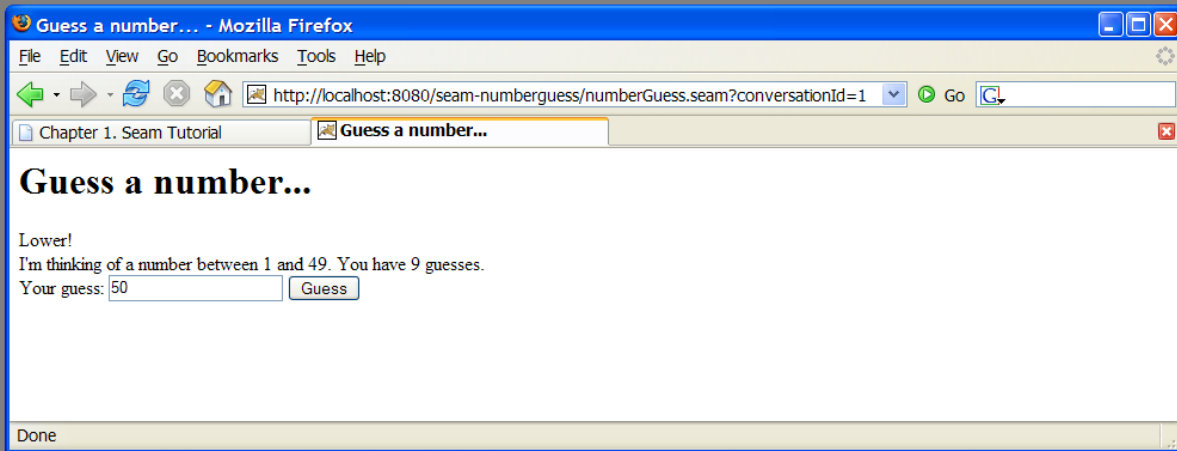 Guess a number... - Mozilla Firefox
File Edit View Go Bookmarks Tools Help
http://localhost:8080/seam-numberguess/numberGuess.seam?conversationId=1 Go G
Chapter 1. Seam Tutorial Guess a number...
Guess a number...
Lower!
I'm thinking of a number between 1 and 49. You have 9 guesses.
Your guess: 50 Guess
Done